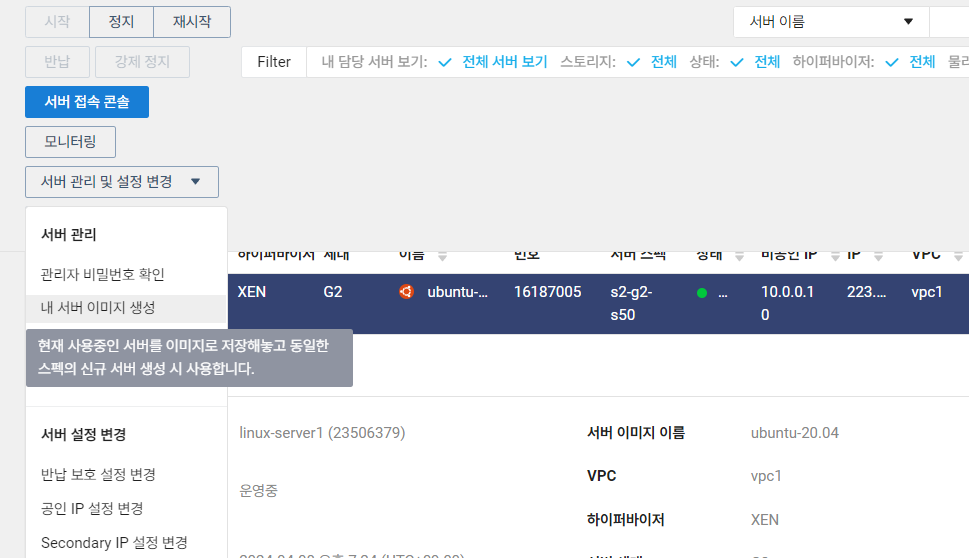 시작 정지 재시작
서버 이름
반납 강제 정지
Filter 내 담당 서버 보기: 전체 서버 보기 스토리지: 전체 상태: 전체 하이퍼바이저: 전체
서버 접속 콘솔
모니터링
서버 관리 및 설정 변경
서버 관리
관리자 비밀번호 확인
내 서버 이미지 생성
현재 사용중인 서버를 이미지로 저장해놓고 동일한
스펙의 신규 서버 생성 시 사용합니다.
서버 설정 변경
반납 보호 설정 변경
공인 IP 설정 변경
Secondary IP 설정 변경
하이퍼바이저 세대 이름 번호 서버 스펙 상태 비공인 IP IP VPC
XEN G2 ubuntu-... 16187005 s2-g2- ... 10.0.0.1 223.... vpc1
s50 0
linux-server1 (23506379) 서버 이미지 이름 ubuntu-20.04
VPC vpc1
운영중
하이퍼바이저 XEN